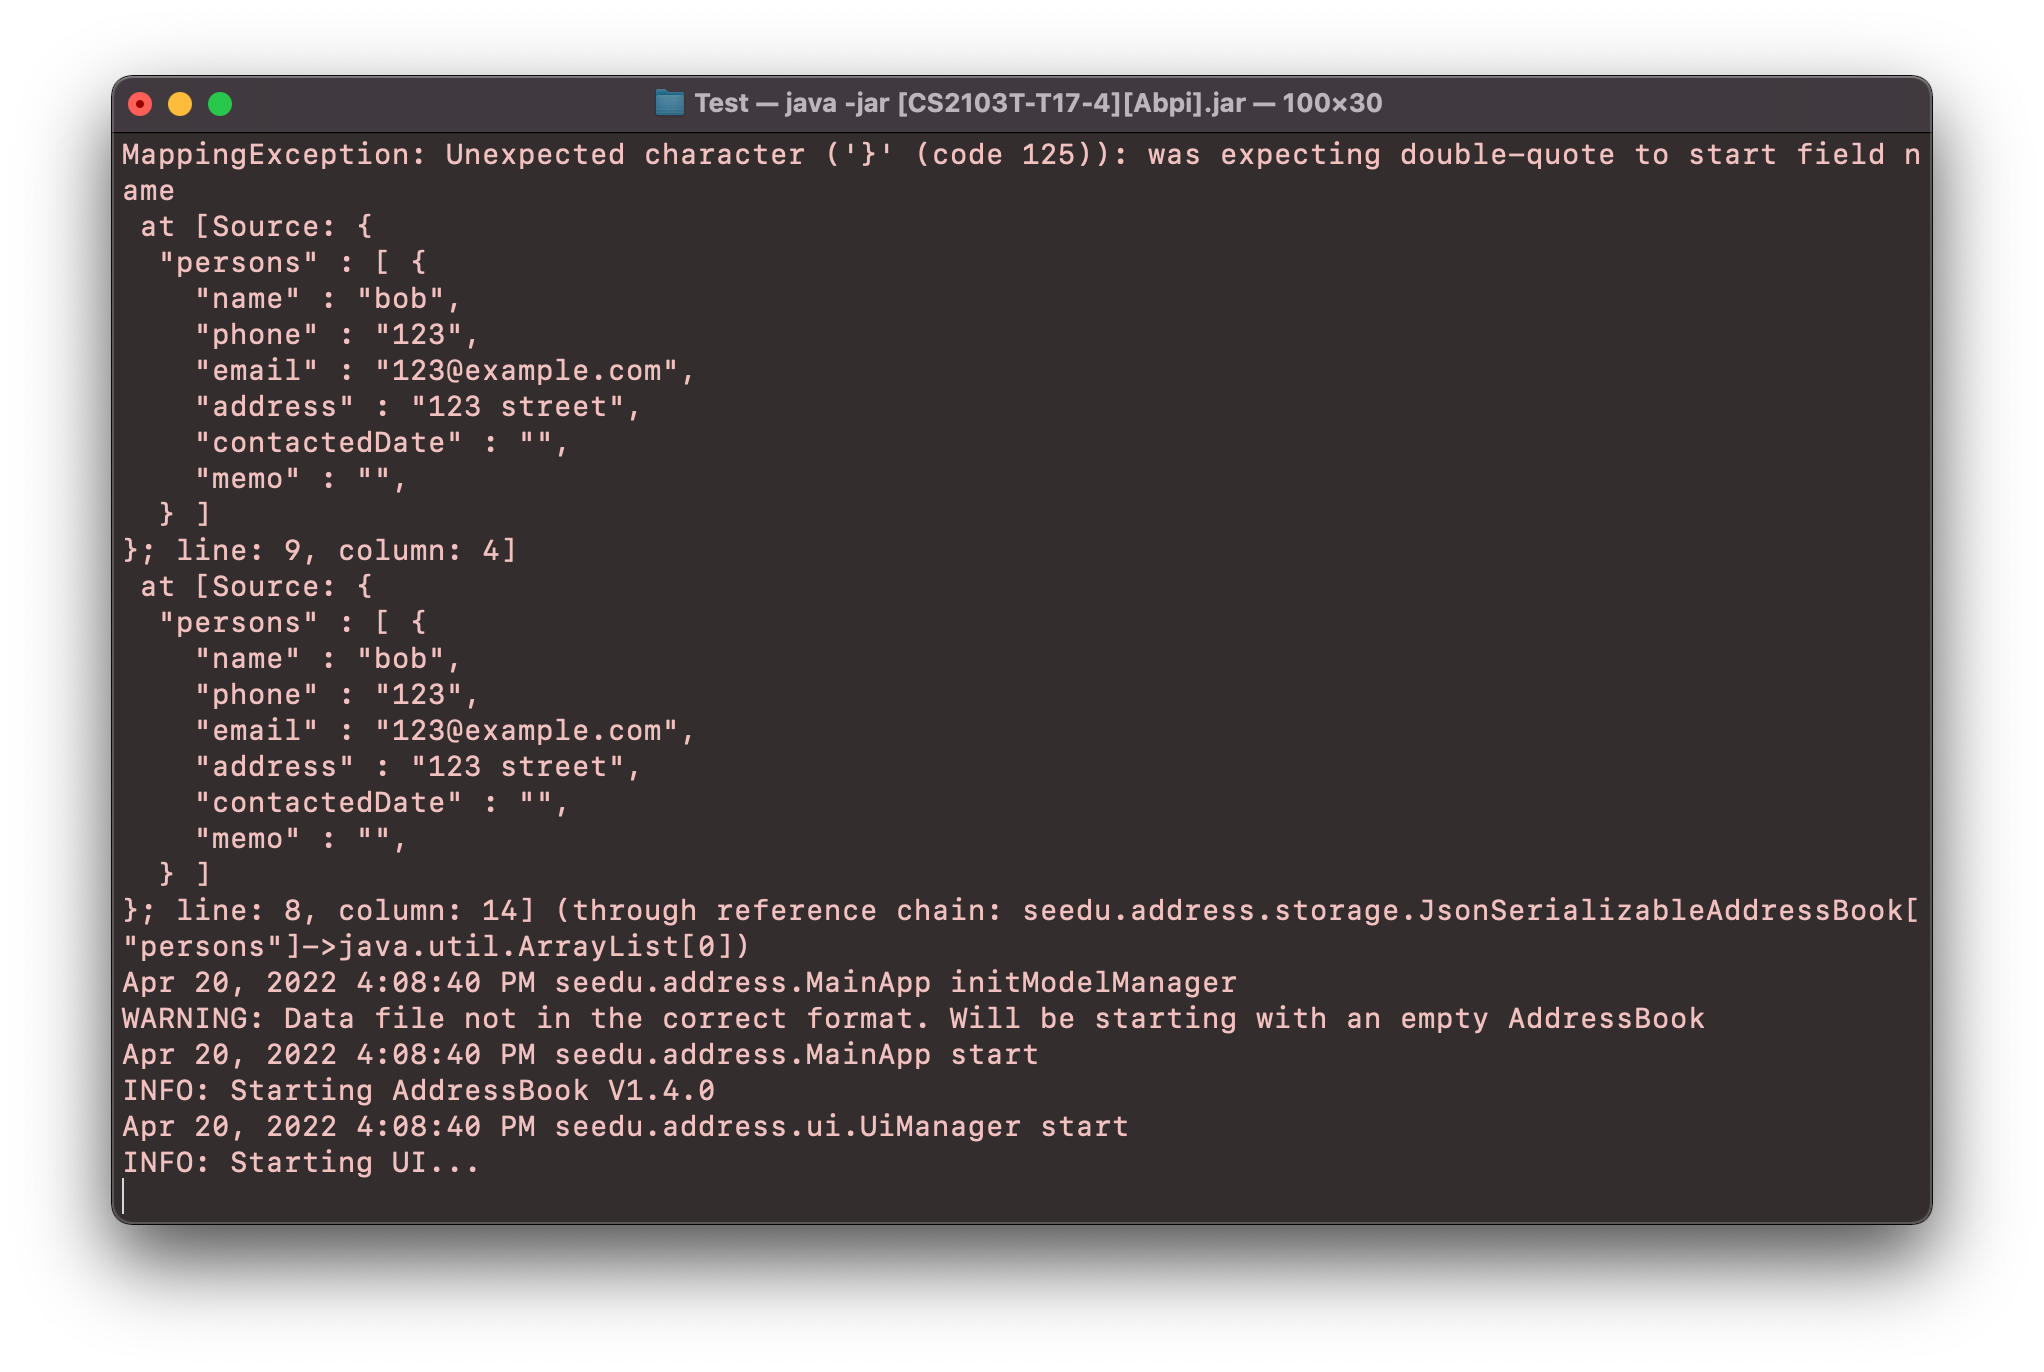 Test — java -jar [CS2103T-T17-4][Abpi].jar — 100×30
MappingException: Unexpected character ('}' (code 125)): was expecting double-quote to start field n
ame
 at [Source: {
  "persons" : [ {
    "name" : "bob",
    "phone" : "123",
    "email" : "123@example.com",
    "address" : "123 street",
    "contactedDate" : "",
    "memo" : "",
  } ]
}; line: 9, column: 4]
 at [Source: {
  "persons" : [ {
    "name" : "bob",
    "phone" : "123",
    "email" : "123@example.com",
    "address" : "123 street",
    "contactedDate" : "",
    "memo" : "",
  } ]
}; line: 8, column: 14] (through reference chain: seedu.address.storage.JsonSerializableAddressBook[
"persons"]->java.util.ArrayList[0])
Apr 20, 2022 4:08:40 PM seedu.address.MainApp initModelManager
WARNING: Data file not in the correct format. Will be starting with an empty AddressBook
Apr 20, 2022 4:08:40 PM seedu.address.MainApp start
INFO: Starting AddressBook V1.4.0
Apr 20, 2022 4:08:40 PM seedu.address.ui.UiManager start
INFO: Starting UI...